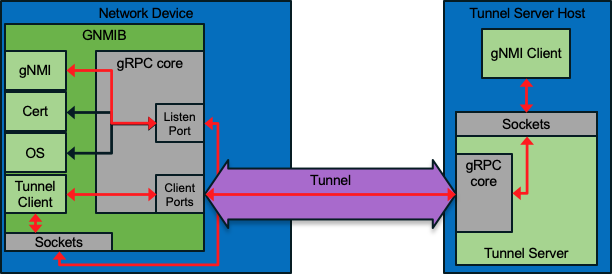 Network Device
GNMIB
gNMI
Cert
OS
Tunnel
Client
gRPC core
Listen
Port
Client
Ports
Sockets
Tunnel
Tunnel Server Host
gNMI Client
Sockets
gRPC
core
Tunnel Server